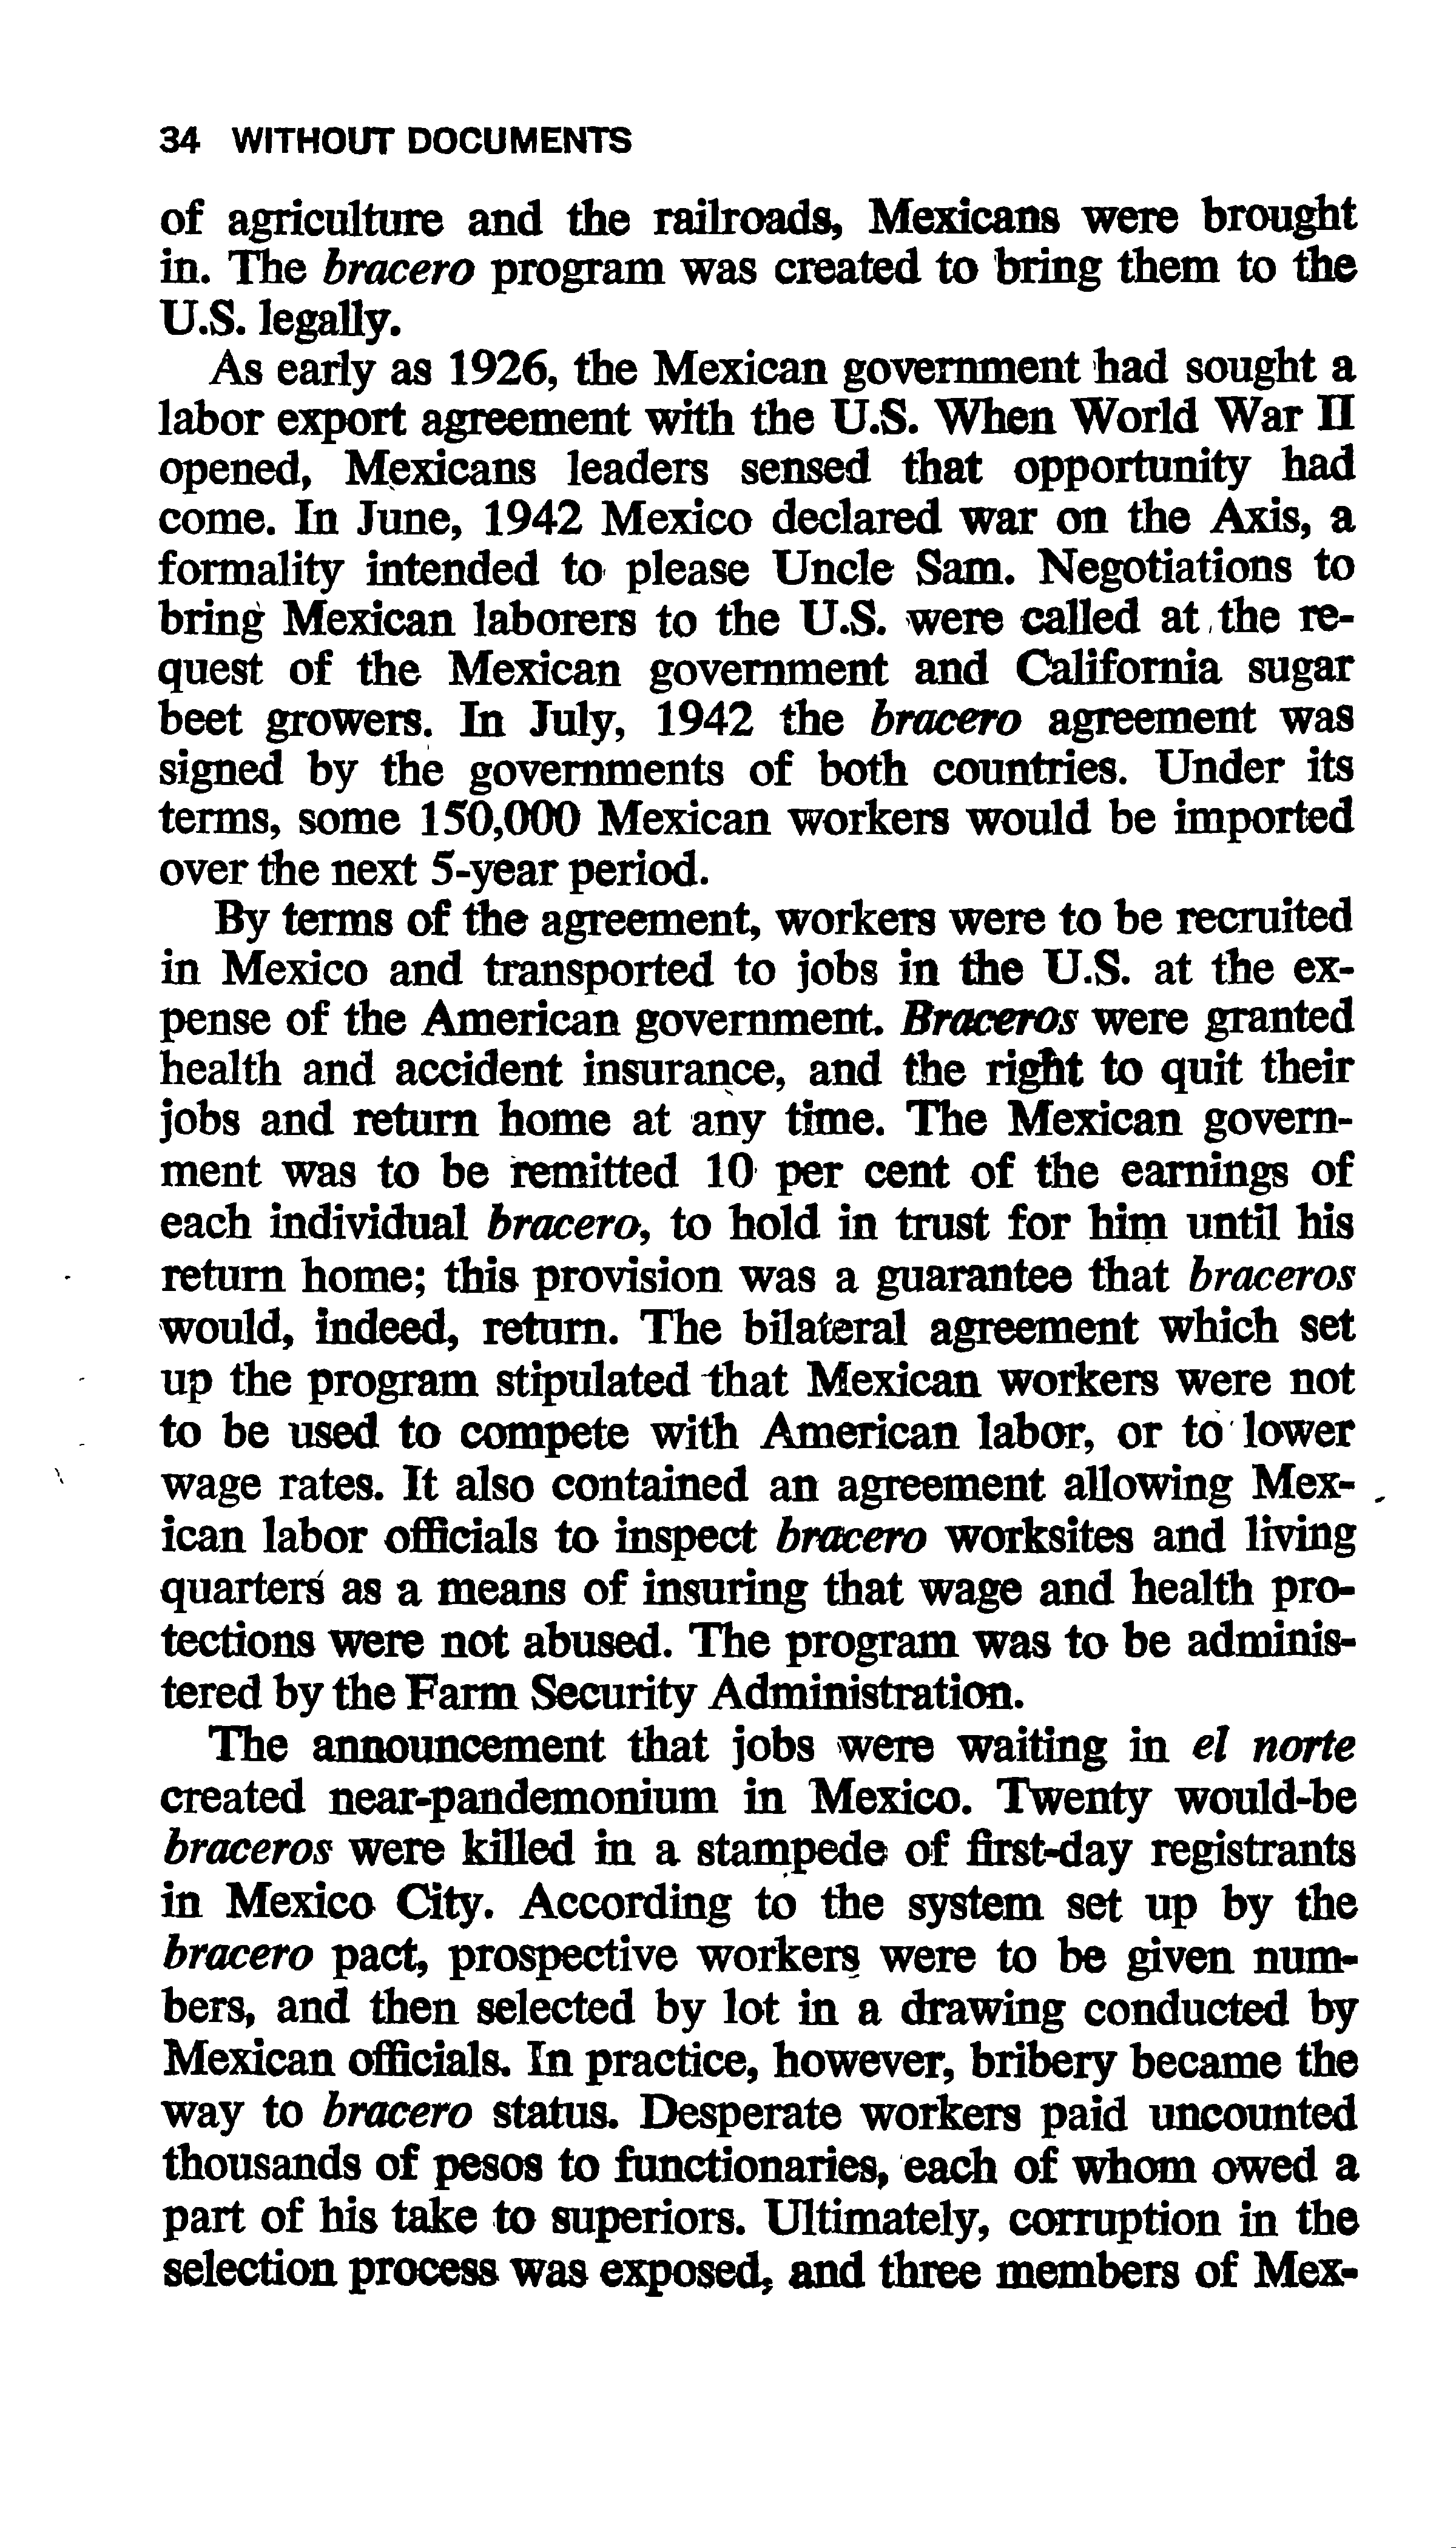 34 WITHOUT DOCUMENTS
of agriculture and the railroads, Mexicans were brought
in. The bracero program was created to bring them to the
U.S. legally.
As early as 1926, the Mexican government had sought a
labor export agreement with the U.S. When World War II
opened, Mexicans leaders sensed that opportunity had
come. In June, 1942 Mexico declared war on the Axis, a
formality intended to please Uncle Sam. Negotiations to
bring Mexican laborers to the U.S. were called at the re-
quest of the Mexican government and California sugar
beet growers. In July, 1942 the bracero agreement was
signed by the governments of both countries. Under its
terms, some 150,000 Mexican workers would be imported
over the next 5-year period.
By terms of the agreement, workers were to be recruited
in Mexico and transported to jobs in the U.S. at the ex-
pense of the American government. Braceros were granted
health and accident insurance, and the right to quit their
jobs and return home at any time. The Mexican govern-
ment was to be remitted 10 per cent of the earnings of
each individual bracero, to hold in trust for him until his
return home; this provision was a guarantee that braceros
would, indeed, return. The bilateral agreement which set
up the program stipulated that Mexican workers were not
to be used to compete with American labor, or to lower
wage rates. It also contained an agreement allowing Mex-
ican labor officials to inspect bracero worksites and living
quarters as a means of insuring that wage and health pro-
tections were not abused. The program was to be adminis-
tered by the Farm Security Administration.
The announcement that jobs were waiting in el norte
created near-pandemonium in Mexico. Twenty would-be
braceros were killed in a stampede of first-day registrants
in Mexico City. According to the system set up by the
bracero pact, prospective workers were to be given num-
bers, and then selected by lot in a drawing conducted by
Mexican officials. In practice, however, bribery became the
way to bracero status. Desperate workers paid uncounted
thousands of pesos to functionaries, each of whom owed a
part of his take to superiors. Ultimately, corruption in the
selection process was exposed, and three members of Mex-